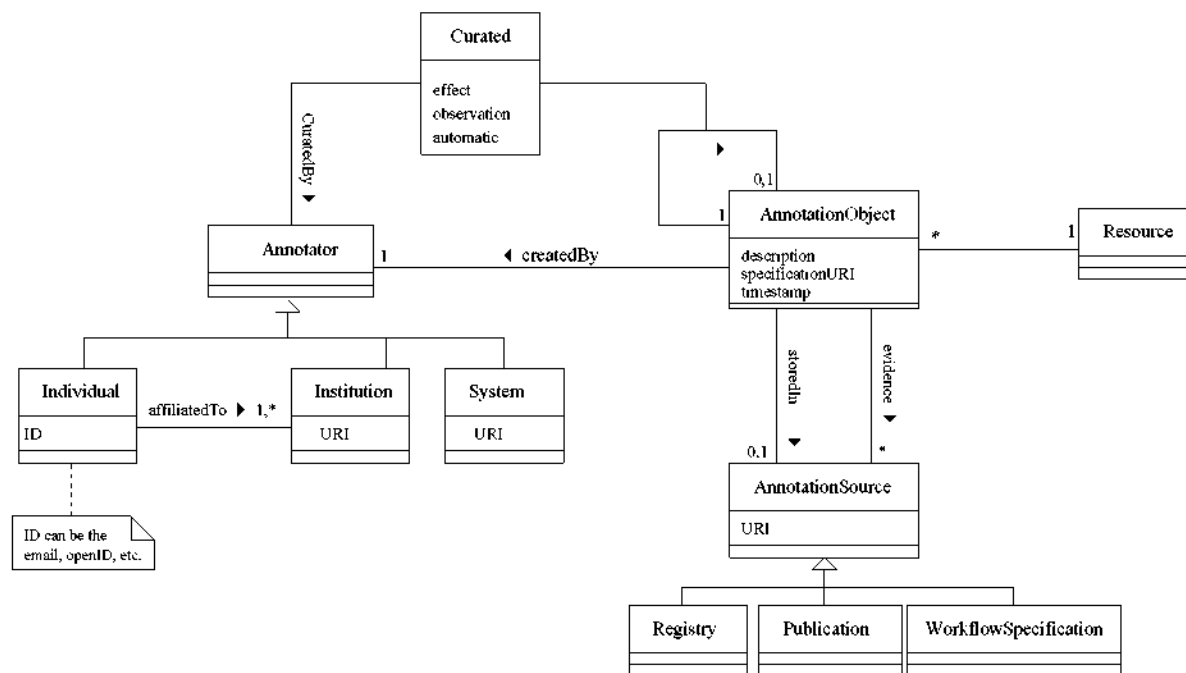 Curated
effect
observation
automatic
CuratedBy
0,1
1
AnnotationObject
description
specificationURI
timestamp
*
1
Resource
Annotator
1
createdBy
Individual
ID
affiliatedTo
1,*
Institution
URI
System
URI
storedIn
evidence
0,1
*
AnnotationSource
URI
ID can be the
email, openID, etc.
Registry
Publication
WorkflowSpecification